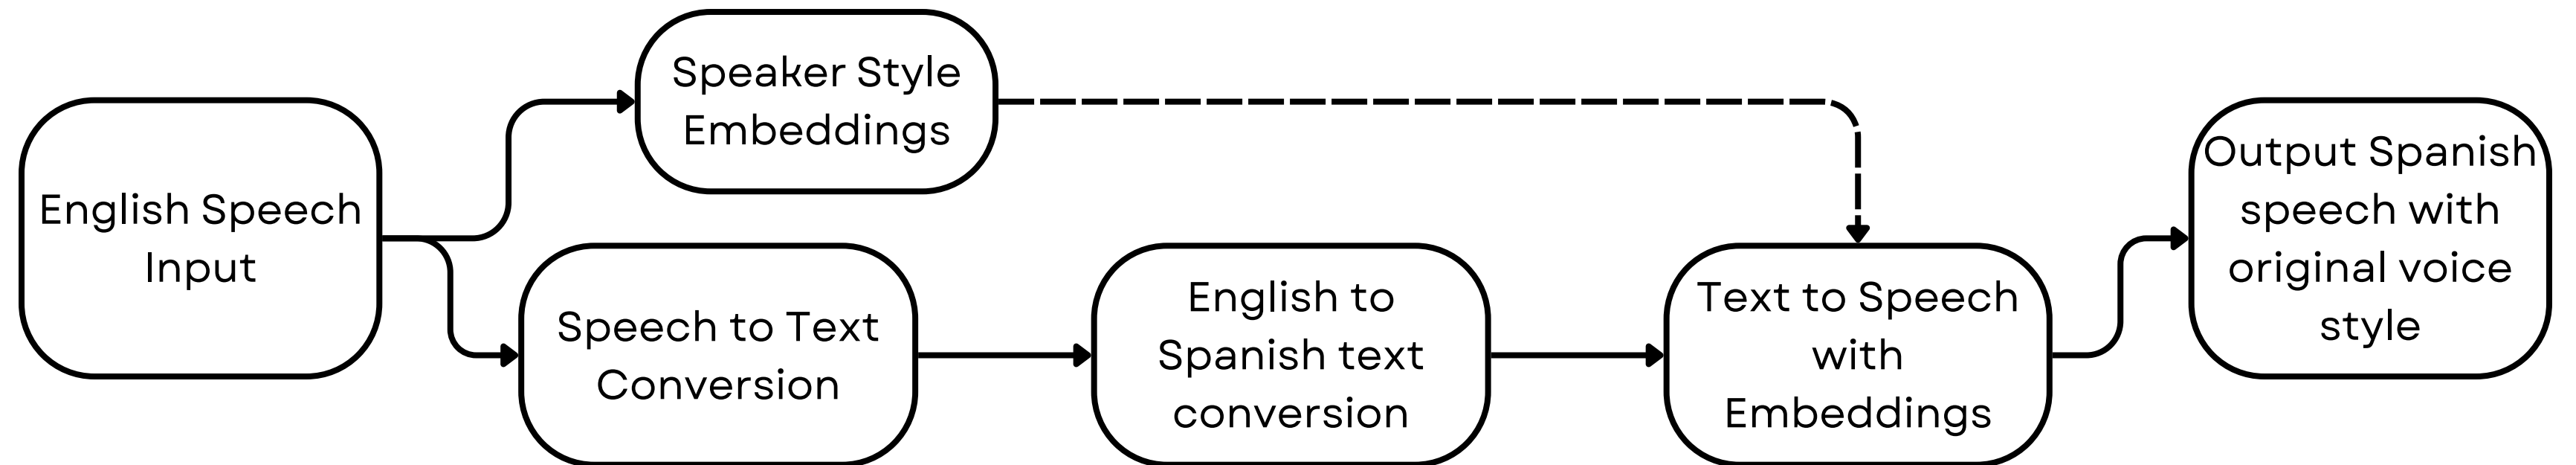 English Speech
Input
Speaker Style
Embeddings
Speech to Text
Conversion
English to
Spanish text
conversion
Text to Speech
with
Embeddings
Output Spanish
speech with
original voice
style